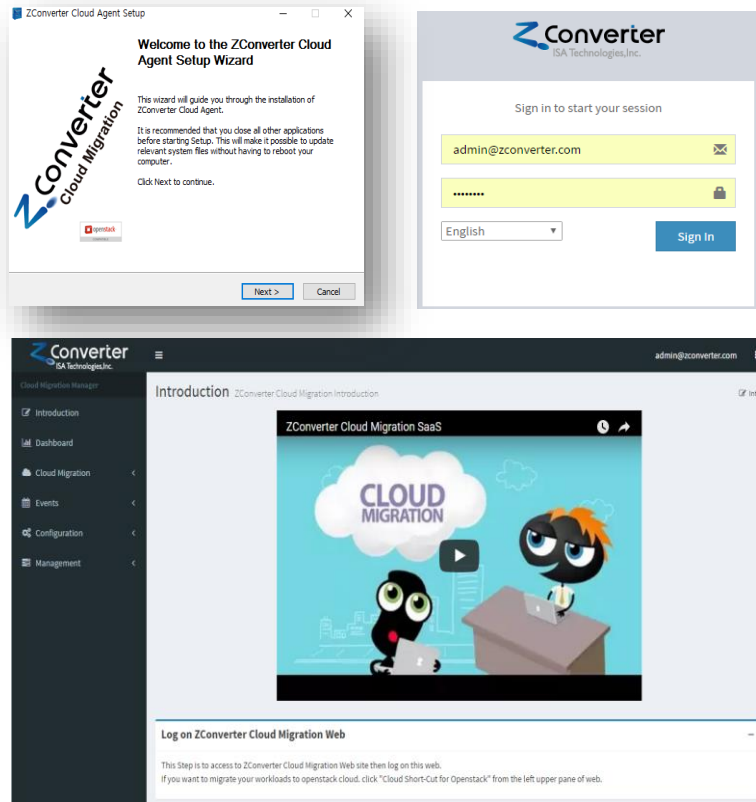 ZConverter Cloud Agent Setup
Welcome to the ZConverter Cloud
Agent Setup Wizard
This wizard will guide you through the installation of
ZConverter Cloud Agent.
It is recommended that you close all other applications
before starting Setup. This will make it possible to update
relevant system files without having to reboot your
computer.
Click Next to continue.
Z.CONVerter
Cloud Migration
openstack
Next >
Cancel
Z.Converter
ISA Technologies,Inc.
Sign in to start your session
admin@zconverter.com
••••••••
English
Sign In
Z.Converter
ISA Technologies,Inc.
admin@zconverter.com
Cloud Migration Manager
Introduction
Dashboard
Cloud Migration
Events
Configuration
Management
Introduction ZConverter Cloud Migration Introduction
Int
ZConverter Cloud Migration SaaS
CLOUD
MIGRATION
Log on ZConverter Cloud Migration Web
This Step is to access to ZConverter Cloud Migration Web site then log on this web.
If you want to migrate your workloads to openstack cloud. click "Cloud Short-Cut for Openstack" from the left upper pane of web.